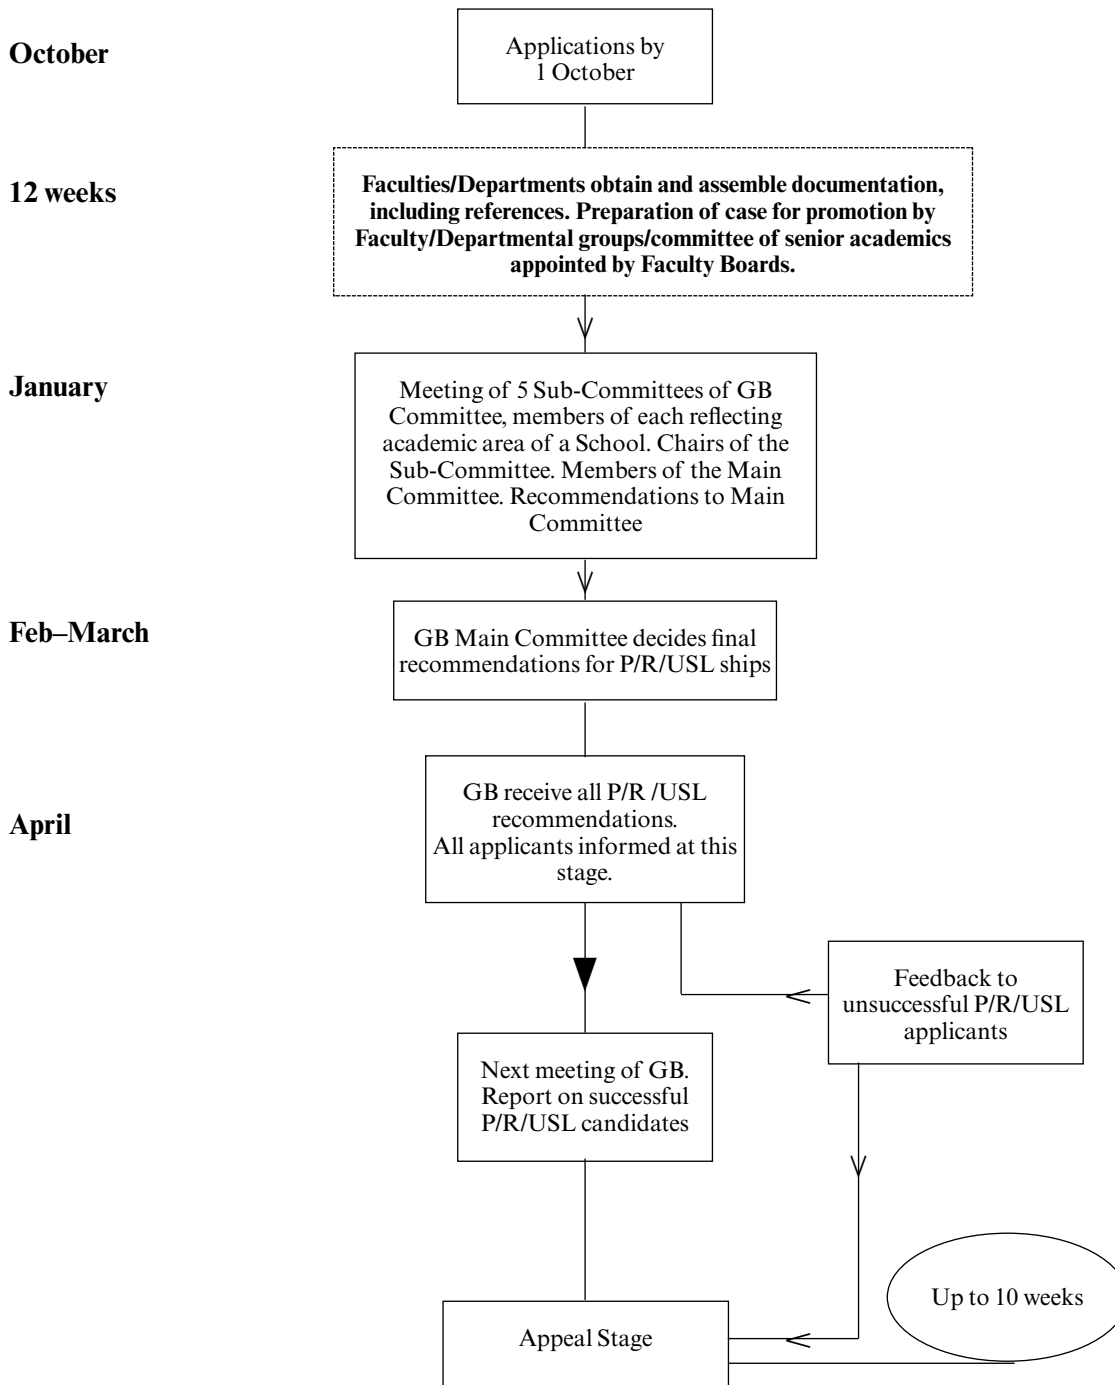 October
Applications by
1 October
12 weeks
Faculties/Departments obtain and assemble documentation,
including references. Preparation of case for promotion by
Faculty/Departmental groups/committee of senior academics
appointed by Faculty Boards.
January
Meeting of 5 Sub-Committees of GB
Committee, members of each reflecting
academic area of a School. Chairs of the
Sub-Committee. Members of the Main
Committee. Recommendations to Main
Committee
Feb–March
GB Main Committee decides final
recommendations for P/R/USL ships
April
GB receive all P/R /USL
recommendations.
All applicants informed at this
stage.
Feedback to
unsuccessful P/R/USL
applicants
Next meeting of GB.
Report on successful
P/R/USL candidates
Up to 10 weeks
Appeal Stage